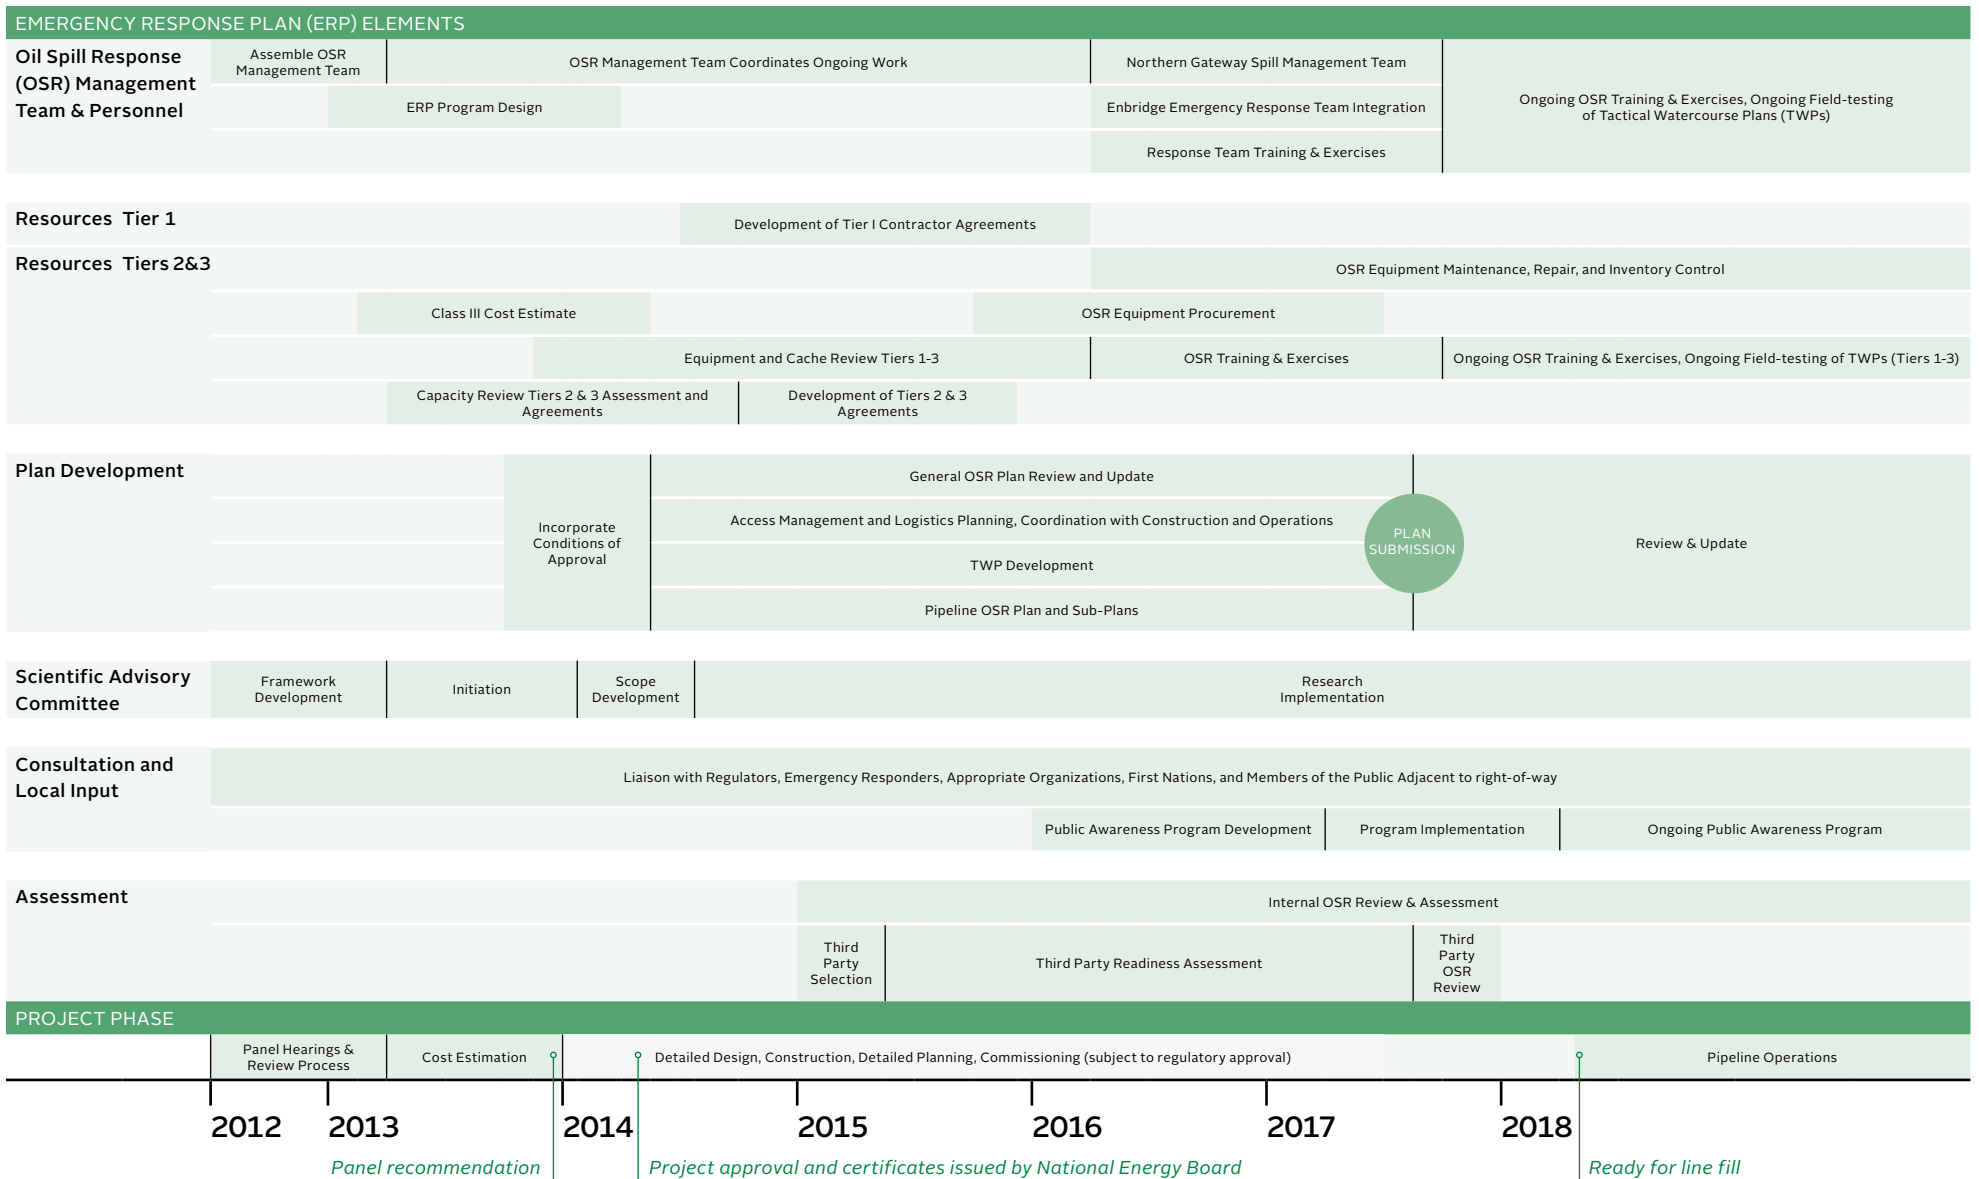 EMERGENCY RESPONSE PLAN (ERP) ELEMENTS
Oil Spill Response
(OSR) Management
Team & Personnel
Assemble OSR
Management Team
OSR Management Team Coordinates Ongoing Work
Northern Gateway Spill Management Team
ERP Program Design
Enbridge Emergency Response Team Integration
Response Team Training & Exercises
Ongoing OSR Training & Exercises, Ongoing Field-testing
of Tactical Watercourse Plans (TWPs)
Resources Tier 1
Development of Tier I Contractor Agreements
Resources Tiers 2&3
OSR Equipment Maintenance, Repair, and Inventory Control
Class III Cost Estimate
OSR Equipment Procurement
Equipment and Cache Review Tiers 1-3
OSR Training & Exercises
Ongoing OSR Training & Exercises, Ongoing Field-testing of TWPs (Tiers 1-3)
Capacity Review Tiers 2 & 3 Assessment and
Agreements
Development of Tiers 2 & 3
Agreements
Plan Development
Incorporate
Conditions of
Approval
General OSR Plan Review and Update
Access Management and Logistics Planning, Coordination with Construction and Operations
TWP Development
Pipeline OSR Plan and Sub-Plans
PLAN
SUBMISSION
Review & Update
Scientific Advisory
Committee
Framework
Development
Initiation
Scope
Development
Research
Implementation
Consultation and
Local Input
Liaison with Regulators, Emergency Responders, Appropriate Organizations, First Nations, and Members of the Public Adjacent to right-of-way
Public Awareness Program Development
Program Implementation
Ongoing Public Awareness Program
Assessment
Internal OSR Review & Assessment
Third
Party
Selection
Third Party Readiness Assessment
Third
Party
OSR
Review
PROJECT PHASE
Panel Hearings &
Review Process
Cost Estimation
Detailed Design, Construction, Detailed Planning, Commissioning (subject to regulatory approval)
Pipeline Operations
2012
2013
2014
2015
2016
2017
2018
Panel recommendation
Project approval and certificates issued by National Energy Board
Ready for line fill